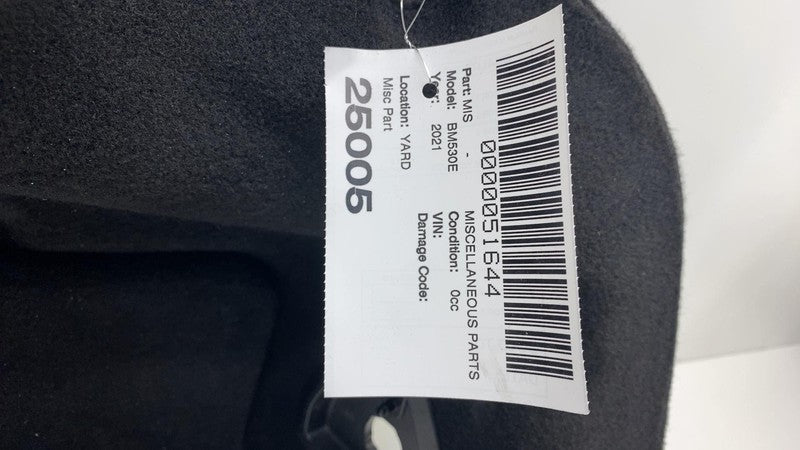 0000051644
Part: MIS - MISCELLANEOUS PARTS
Model: BM530E Condition: 0cc
Year: 2021 VIN:
Damage Code:
Location: YARD
Misc Part
25005